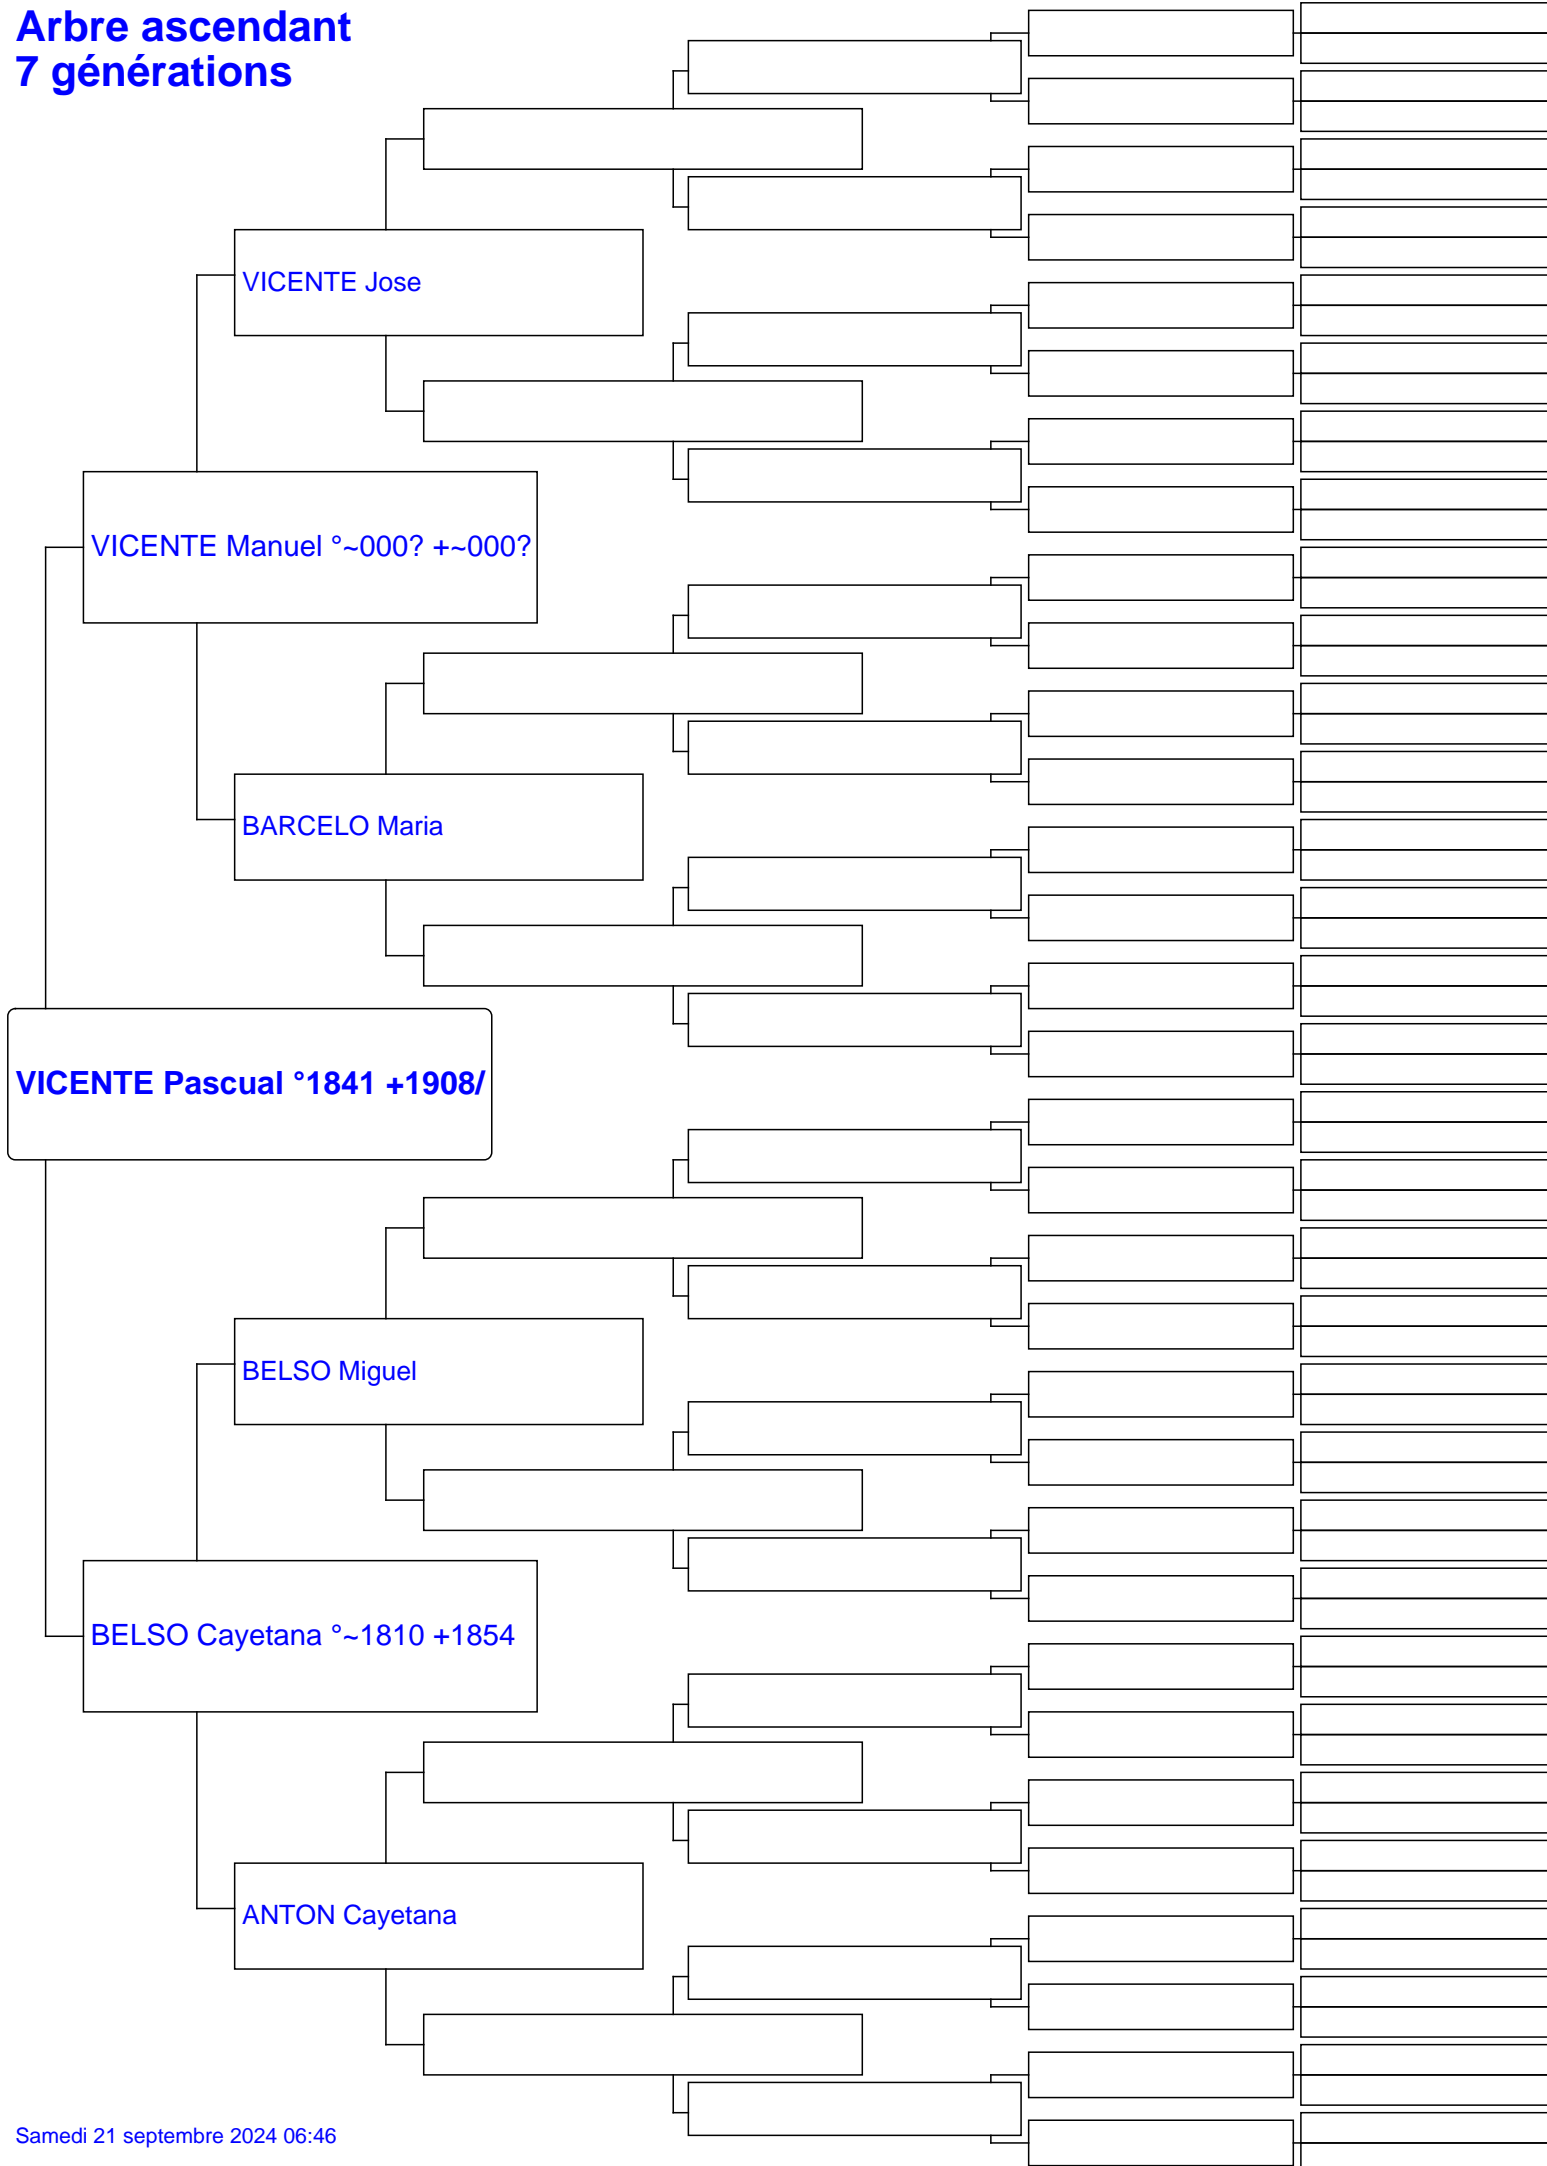 Arbre ascendant
7 générations
VICENTE Jose
VICENTE Manuel °~000? +~000?
BARCELO Maria
VICENTE Pascual °1841 +1908/
BELSO Miguel
BELSO Cayetana °~1810 +1854
ANTON Cayetana
Samedi 21 septembre 2024 06:46